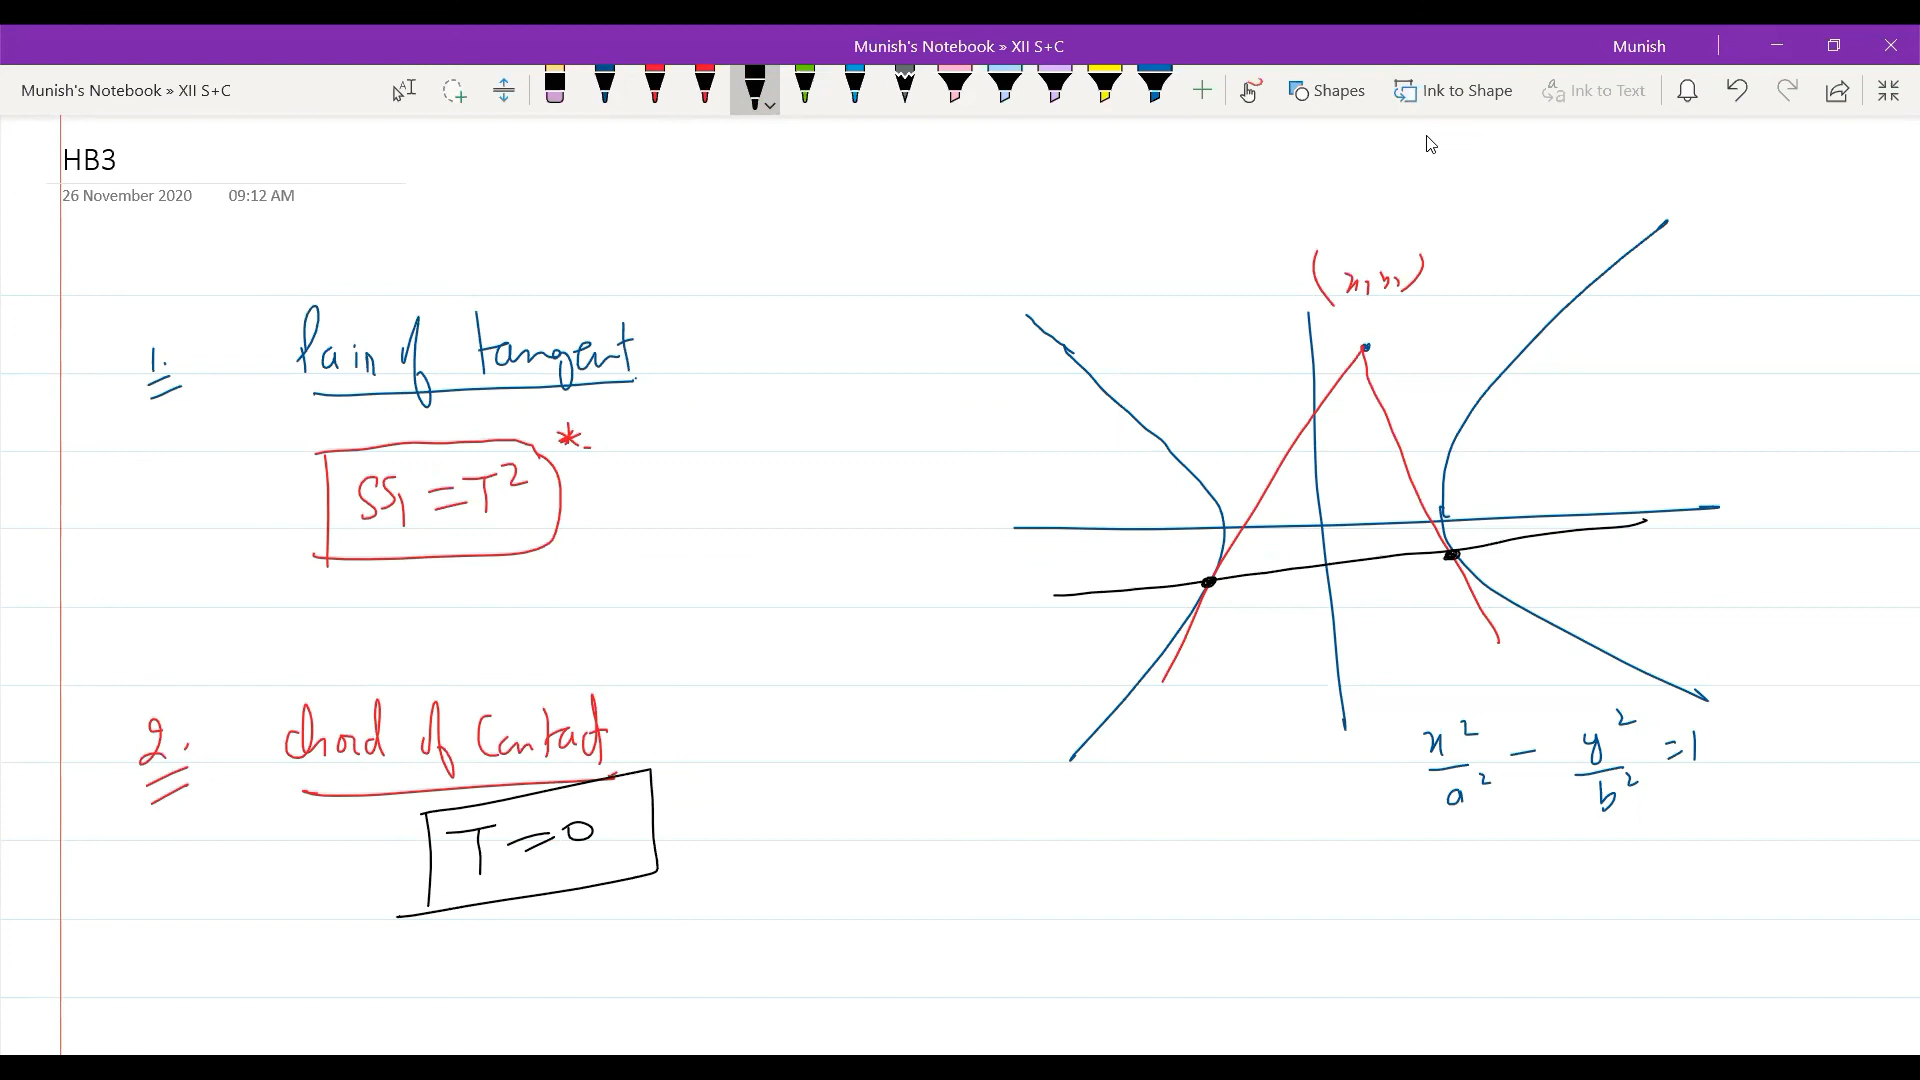 Munish's Notebook » XII S+C
Munish
Munish's Notebook » XII S+C
Shapes
Ink to Shape
Ink to Text
HB3
26 November 2020 09:12 AM
(x₁, y₁)
1. Pair of tangent
SS₁ = T² *
2. Chord of Contact
x²/a² - y²/b² = 1
T = 0